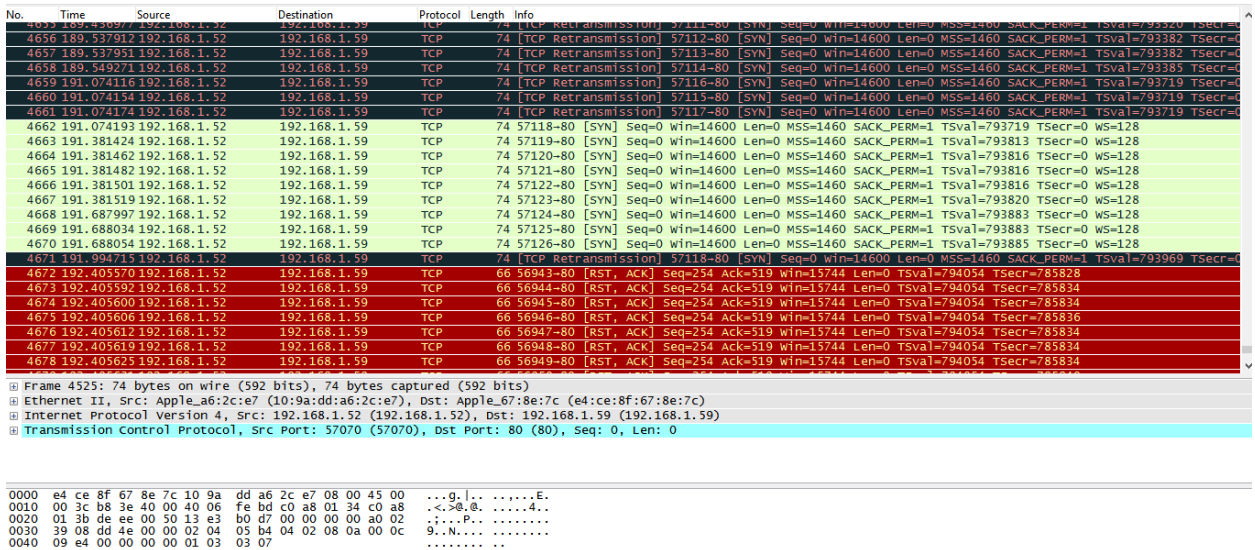 No. Time Source Destination Protocol Length Info
4655 189.436977 192.168.1.52 192.168.1.59 TCP 74 [TCP Retransmission] 57111→80 [SYN] Seq=0 Win=14600 Len=0 MSS=1460 SACK_PERM=1 TSval=793320 TSecr=0
4656 189.537912 192.168.1.52 192.168.1.59 TCP 74 [TCP Retransmission] 57112→80 [SYN] Seq=0 Win=14600 Len=0 MSS=1460 SACK_PERM=1 TSval=793382 TSecr=0
4657 189.537951 192.168.1.52 192.168.1.59 TCP 74 [TCP Retransmission] 57113→80 [SYN] Seq=0 Win=14600 Len=0 MSS=1460 SACK_PERM=1 TSval=793382 TSecr=0
4658 189.549271 192.168.1.52 192.168.1.59 TCP 74 [TCP Retransmission] 57114→80 [SYN] Seq=0 Win=14600 Len=0 MSS=1460 SACK_PERM=1 TSval=793385 TSecr=0
4659 191.074116 192.168.1.52 192.168.1.59 TCP 74 [TCP Retransmission] 57116→80 [SYN] Seq=0 Win=14600 Len=0 MSS=1460 SACK_PERM=1 TSval=793719 TSecr=0
4660 191.074154 192.168.1.52 192.168.1.59 TCP 74 [TCP Retransmission] 57115→80 [SYN] Seq=0 Win=14600 Len=0 MSS=1460 SACK_PERM=1 TSval=793719 TSecr=0
4661 191.074174 192.168.1.52 192.168.1.59 TCP 74 [TCP Retransmission] 57117→80 [SYN] Seq=0 Win=14600 Len=0 MSS=1460 SACK_PERM=1 TSval=793719 TSecr=0
4662 191.074193 192.168.1.52 192.168.1.59 TCP 74 57118→80 [SYN] Seq=0 Win=14600 Len=0 MSS=1460 SACK_PERM=1 TSval=793719 TSecr=0 WS=128
4663 191.381424 192.168.1.52 192.168.1.59 TCP 74 57119→80 [SYN] Seq=0 Win=14600 Len=0 MSS=1460 SACK_PERM=1 TSval=793813 TSecr=0 WS=128
4664 191.381462 192.168.1.52 192.168.1.59 TCP 74 57120→80 [SYN] Seq=0 Win=14600 Len=0 MSS=1460 SACK_PERM=1 TSval=793816 TSecr=0 WS=128
4665 191.381482 192.168.1.52 192.168.1.59 TCP 74 57121→80 [SYN] Seq=0 Win=14600 Len=0 MSS=1460 SACK_PERM=1 TSval=793816 TSecr=0 WS=128
4666 191.381501 192.168.1.52 192.168.1.59 TCP 74 57122→80 [SYN] Seq=0 Win=14600 Len=0 MSS=1460 SACK_PERM=1 TSval=793816 TSecr=0 WS=128
4667 191.381519 192.168.1.52 192.168.1.59 TCP 74 57123→80 [SYN] Seq=0 Win=14600 Len=0 MSS=1460 SACK_PERM=1 TSval=793820 TSecr=0 WS=128
4668 191.687997 192.168.1.52 192.168.1.59 TCP 74 57124→80 [SYN] Seq=0 Win=14600 Len=0 MSS=1460 SACK_PERM=1 TSval=793883 TSecr=0 WS=128
4669 191.688034 192.168.1.52 192.168.1.59 TCP 74 57125→80 [SYN] Seq=0 Win=14600 Len=0 MSS=1460 SACK_PERM=1 TSval=793883 TSecr=0 WS=128
4670 191.688054 192.168.1.52 192.168.1.59 TCP 74 57126→80 [SYN] Seq=0 Win=14600 Len=0 MSS=1460 SACK_PERM=1 TSval=793885 TSecr=0 WS=128
4671 191.994715 192.168.1.52 192.168.1.59 TCP 74 [TCP Retransmission] 57118→80 [SYN] Seq=0 Win=14600 Len=0 MSS=1460 SACK_PERM=1 TSval=793969 TSecr=0
4672 192.405570 192.168.1.52 192.168.1.59 TCP 66 56943→80 [RST, ACK] Seq=254 Ack=519 Win=15744 Len=0 TSval=794054 TSecr=785828
4673 192.405592 192.168.1.52 192.168.1.59 TCP 66 56944→80 [RST, ACK] Seq=254 Ack=519 Win=15744 Len=0 TSval=794054 TSecr=785834
4674 192.405600 192.168.1.52 192.168.1.59 TCP 66 56945→80 [RST, ACK] Seq=254 Ack=519 Win=15744 Len=0 TSval=794054 TSecr=785834
4675 192.405606 192.168.1.52 192.168.1.59 TCP 66 56946→80 [RST, ACK] Seq=254 Ack=519 Win=15744 Len=0 TSval=794054 TSecr=785836
4676 192.405612 192.168.1.52 192.168.1.59 TCP 66 56947→80 [RST, ACK] Seq=254 Ack=519 Win=15744 Len=0 TSval=794054 TSecr=785834
4677 192.405619 192.168.1.52 192.168.1.59 TCP 66 56948→80 [RST, ACK] Seq=254 Ack=519 Win=15744 Len=0 TSval=794054 TSecr=785834
4678 192.405625 192.168.1.52 192.168.1.59 TCP 66 56949→80 [RST, ACK] Seq=254 Ack=519 Win=15744 Len=0 TSval=794054 TSecr=785834
Frame 4525: 74 bytes on wire (592 bits), 74 bytes captured (592 bits)
Ethernet II, Src: Apple_a6:2c:e7 (10:9a:dd:a6:2c:e7), Dst: Apple_67:8e:7c (e4:ce:8f:67:8e:7c)
Internet Protocol Version 4, Src: 192.168.1.52 (192.168.1.52), Dst: 192.168.1.59 (192.168.1.59)
Transmission Control Protocol, Src Port: 57070 (57070), Dst Port: 80 (80), Seq: 0, Len: 0
0000 e4 ce 8f 67 8e 7c 10 9a dd a6 2c e7 08 00 45 00 ...g.|.. ..,...E.
0010 00 3c b8 3e 40 00 40 06 fe bd c0 a8 01 34 c0 a8 .<.>@.@. .....4..
0020 01 3b de ee 00 50 13 e3 b0 d7 00 00 00 00 a0 02 .;...P.. ........
0030 39 08 dd 4e 00 00 02 04 05 b4 04 02 08 0a 00 0c 9..N.... ........
0040 09 e4 00 00 00 00 01 03 03 07 ........ ..